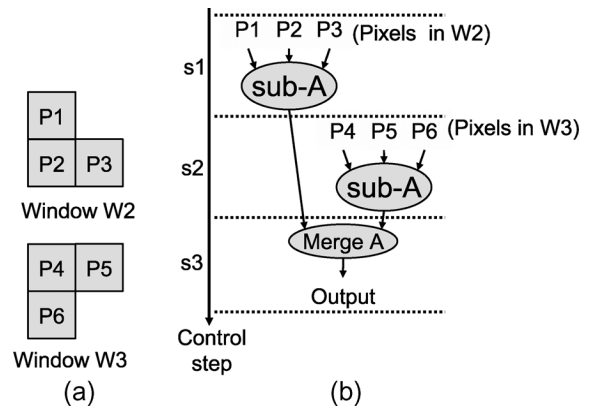 P1
P2 P3
Window W2
P4 P5
P6
Window W3
(a)
P1 P2 P3 (Pixels in W2)
s1
sub-A
P4 P5 P6 (Pixels in W3)
s2
sub-A
Merge A
s3
Output
Control
step
(b)